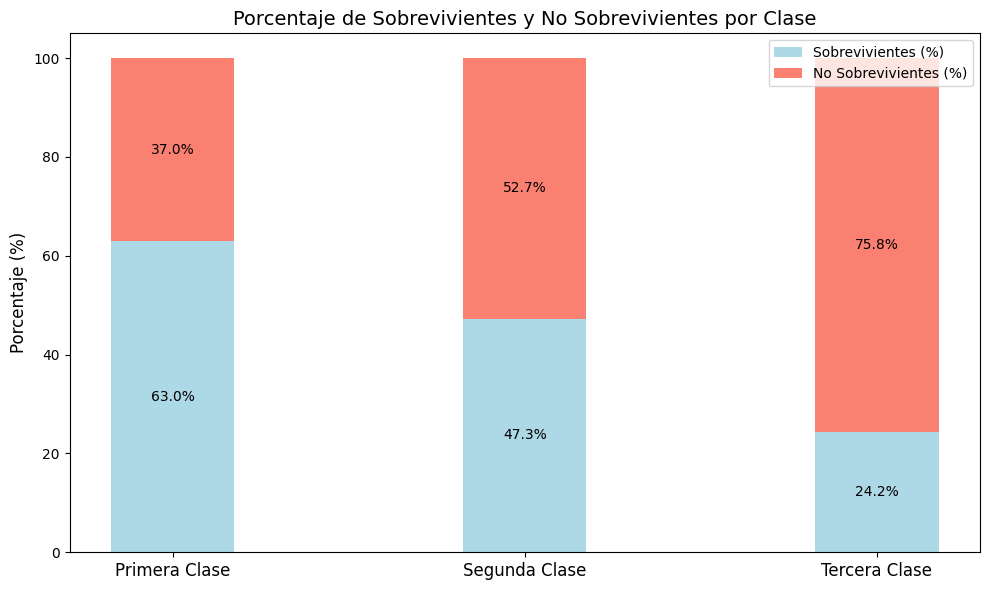 Porcentaje de Sobrevivientes y No Sobrevivientes por Clase
Sobrevivientes (%)
No Sobrevivientes (%)
Porcentaje (%)
100
80
60
40
20
0
37.0%
63.0%
52.7%
47.3%
75.8%
24.2%
Primera Clase
Segunda Clase
Tercera Clase